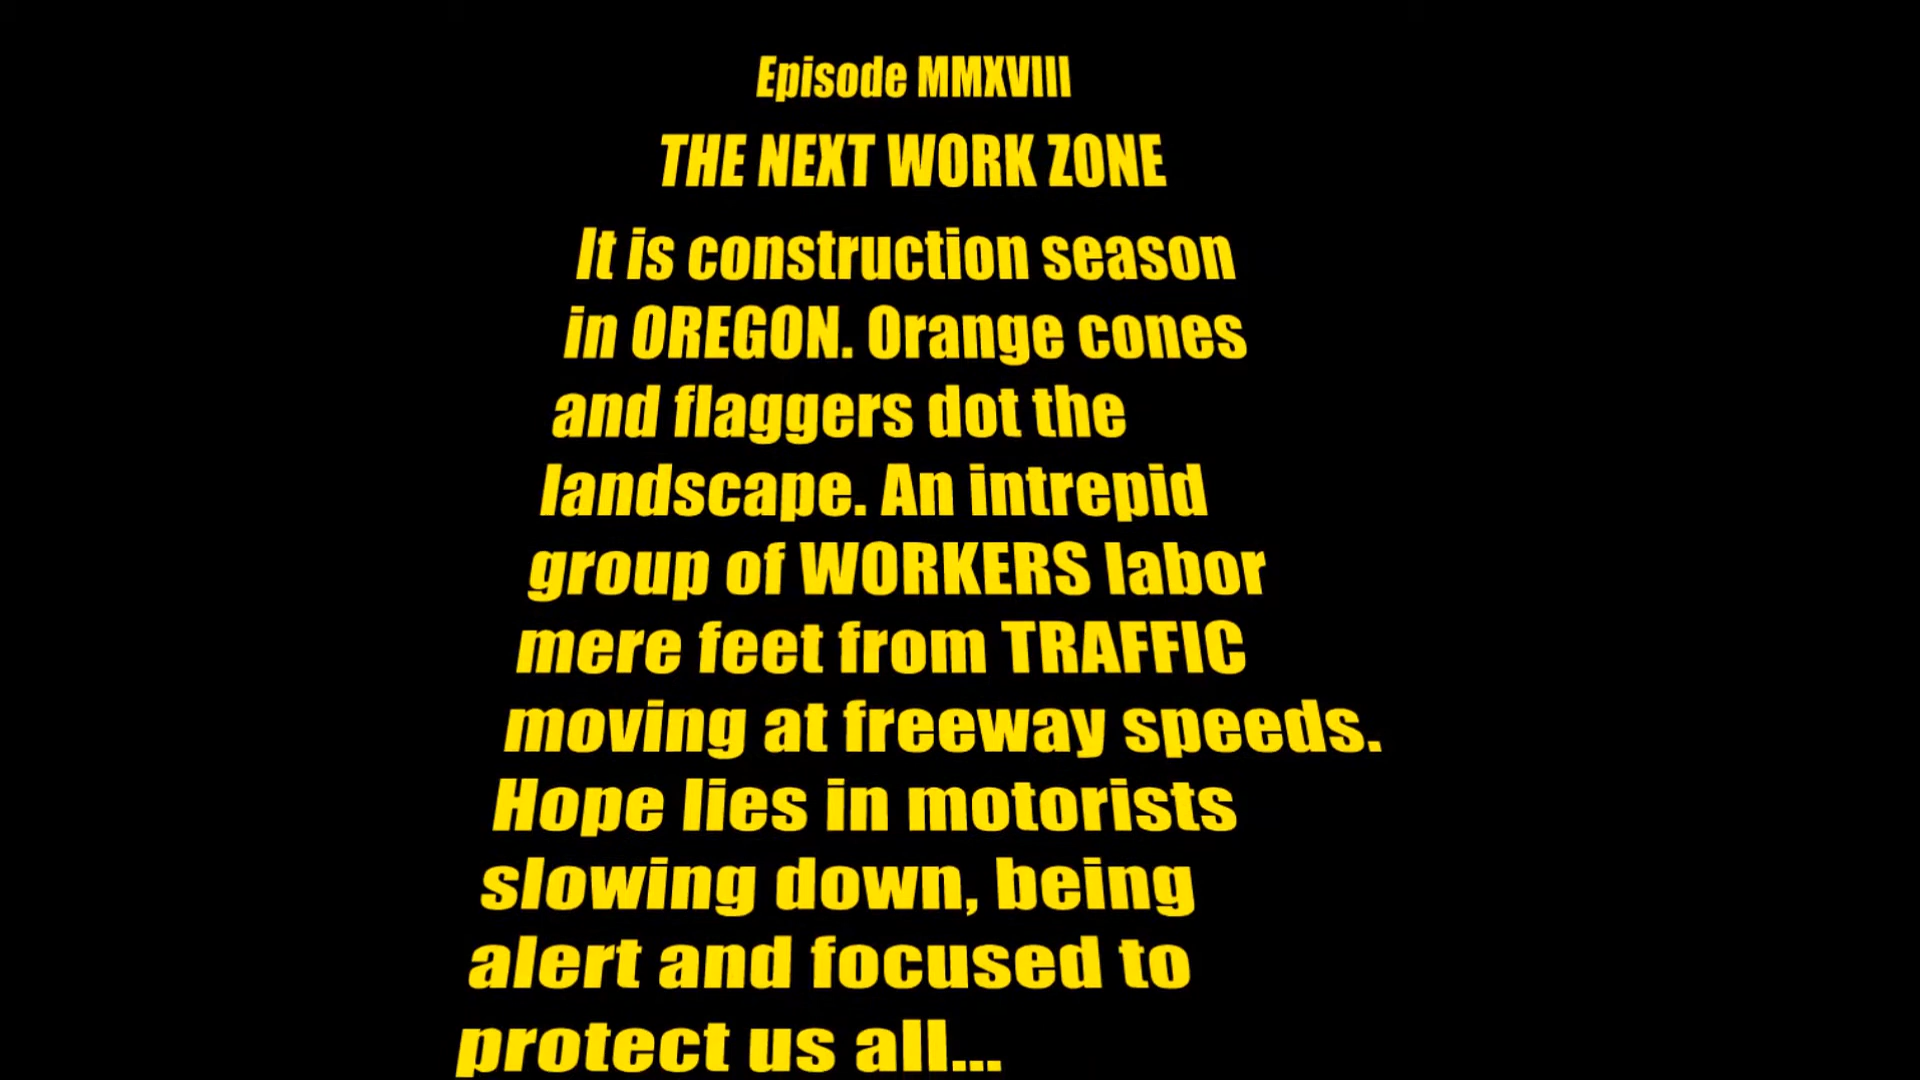 Episode MMXVIII
THE NEXT WORK ZONE
It is construction season
in OREGON. Orange cones
and flaggers dot the
landscape. An intrepid
group of WORKERS labor
mere feet from TRAFFIC
moving at freeway speeds.
Hope lies in motorists
slowing down, being
alert and focused to
protect us all...